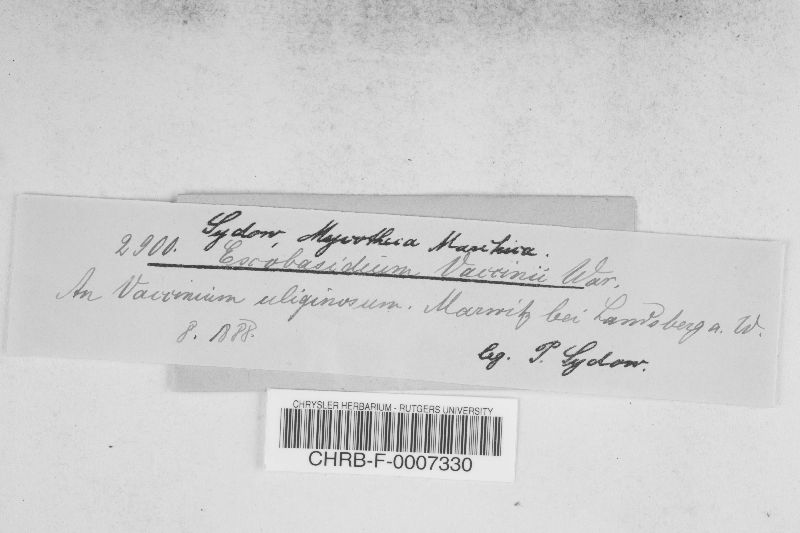 Sydow, Mycotheca Marchica.
2900. Exobasidium Vaccinii War.
An Vaccinium uliginosum. Marwitz bei Landsberg a. W.
8. 1888.
leg. P. Sydow.
CHRYSLER HERBARIUM - RUTGERS UNIVERSITY
CHRB-F-0007330